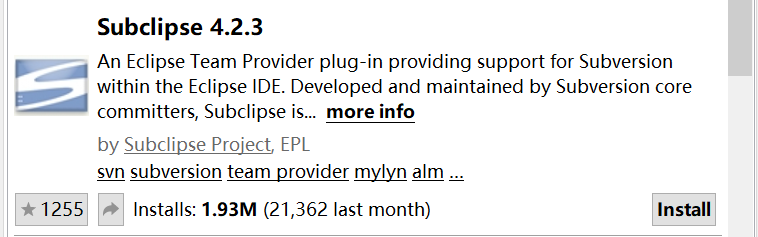 Subclipse 4.2.3
An Eclipse Team Provider plug-in providing support for Subversion
within the Eclipse IDE. Developed and maintained by Subversion core
committers, Subclipse is... more info
by Subclipse Project, EPL
svn subversion team provider mylyn alm ...
1255 Installs: 1.93M (21,362 last month) Install